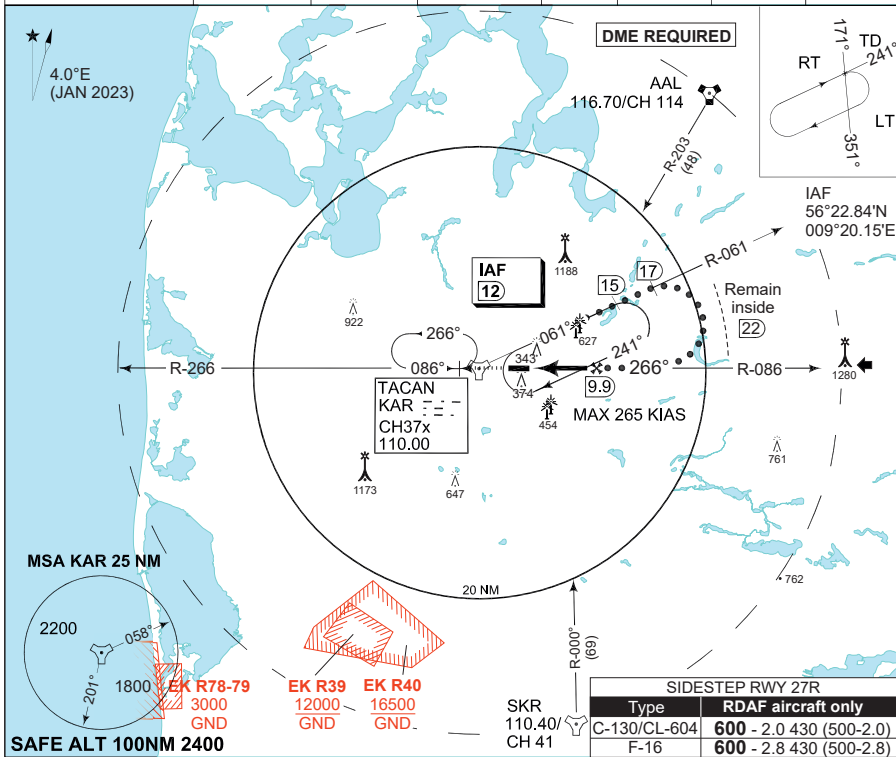 DME REQUIRED
4.0°E
(JAN 2023)
AAL
116.70/CH 114
R-203
(48)
171°
TD
241°
RT
LT
351°
IAF
56°22.84'N
009°20.15'E
R-061
IAF
12
1188
15
17
Remain
inside
22
922
266°
061°
627
241°
343
R-266
086°
266°
R-086
1280
374
9.9
TACAN
KAR
CH37x
110.00
454
MAX 265 KIAS
761
1173
647
MSA KAR 25 NM
20 NM
762
2200
058°
201°
1800
EK R78-79
3000
GND
EK R39
12000
GND
EK R40
16500
GND
R-000°
(69)
SKR
110.40/
CH 41
SAFE ALT 100NM 2400
SIDESTEP RWY 27R
Type RDAF aircraft only
C-130/CL-604 600 - 2.0 430 (500-2.0)
F-16 600 - 2.8 430 (500-2.8)